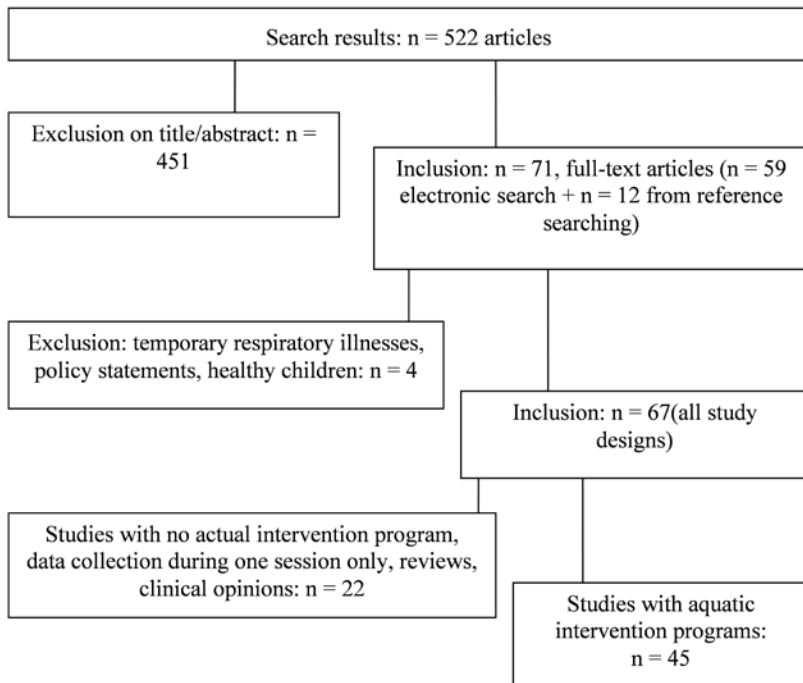 Search results: n = 522 articles
Exclusion on title/abstract: n =
451
Inclusion: n = 71, full-text articles (n = 59
electronic search + n = 12 from reference
searching)
Exclusion: temporary respiratory illnesses,
policy statements, healthy children: n = 4
Inclusion: n = 67(all study
designs)
Studies with no actual intervention program,
data collection during one session only, reviews,
clinical opinions: n = 22
Studies with aquatic
intervention programs:
n = 45